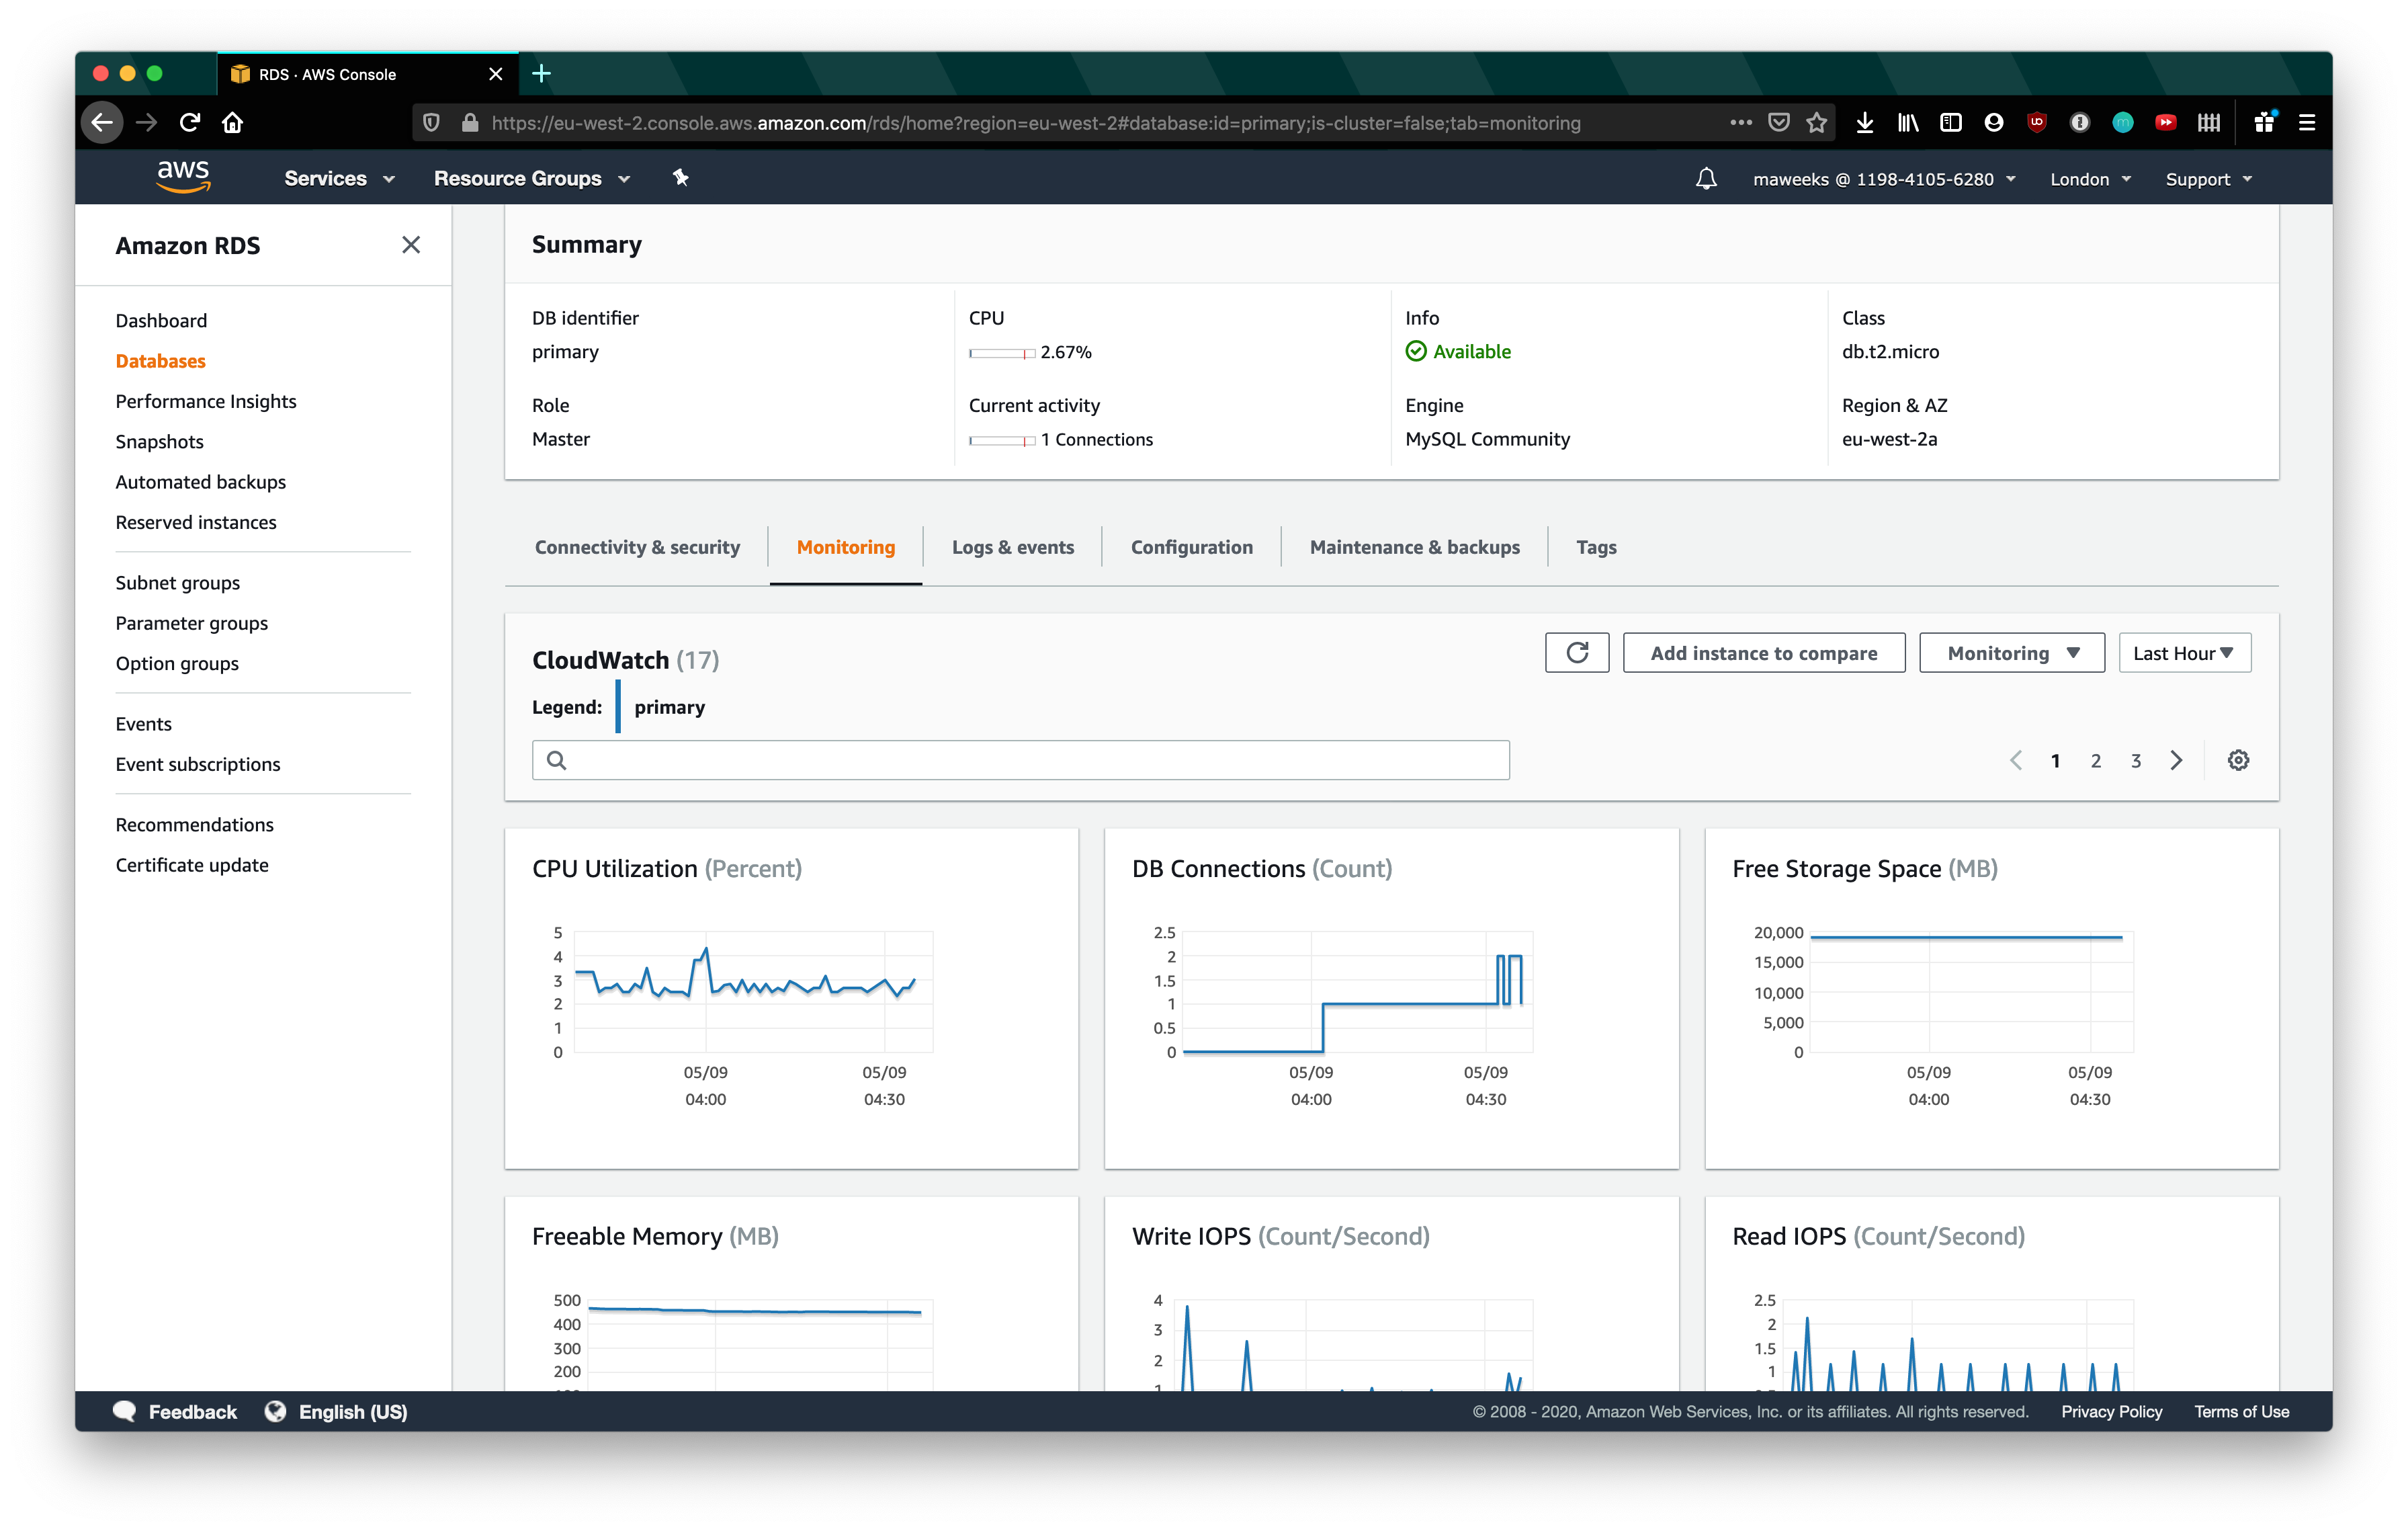 RDS · AWS Console
https://eu-west-2.console.aws.amazon.com/rds/home?region=eu-west-2#database:id=primary;is-cluster=false;tab=monitoring
aws
Services
Resource Groups
maweeks @ 1198-4105-6280
London
Support
Amazon RDS
Dashboard
Databases
Performance Insights
Snapshots
Automated backups
Reserved instances
Subnet groups
Parameter groups
Option groups
Events
Event subscriptions
Recommendations
Certificate update
Summary
DB identifier
primary
CPU
2.67%
Info
Available
Class
db.t2.micro
Role
Master
Current activity
1 Connections
Engine
MySQL Community
Region & AZ
eu-west-2a
Connectivity & security
Monitoring
Logs & events
Configuration
Maintenance & backups
Tags
CloudWatch (17)
Add instance to compare
Monitoring
Last Hour
Legend:
primary
1 2 3
CPU Utilization (Percent)
5
4
3
2
1
0
05/09 05/09
04:00 04:30
DB Connections (Count)
2.5
2
1.5
1
0.5
0
05/09 05/09
04:00 04:30
Free Storage Space (MB)
20,000
15,000
10,000
5,000
0
05/09 05/09
04:00 04:30
Freeable Memory (MB)
500
400
300
200
Write IOPS (Count/Second)
4
3
2
1
Read IOPS (Count/Second)
2.5
2
1.5
1
Feedback
English (US)
© 2008 - 2020, Amazon Web Services, Inc. or its affiliates. All rights reserved.
Privacy Policy
Terms of Use